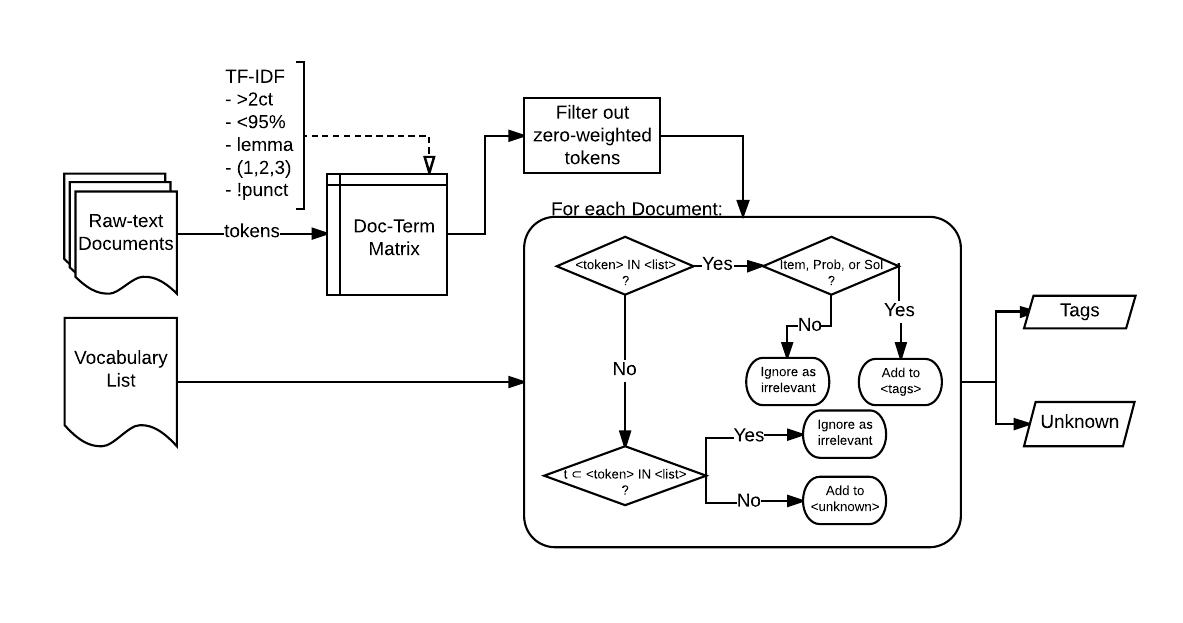 TF-IDF
- >2ct
- <95%
- lemma
- (1,2,3)
- !punct
Raw-text
Documents
tokens
Doc-Term
Matrix
Filter out
zero-weighted
tokens
For each Document:
<token> IN <list>
?
Yes
Item, Prob, or Sol
?
No
Yes
Ignore as
irrelevant
Add to
<tags>
No
t ⊂ <token> IN <list>
?
Yes
Ignore as
irrelevant
No
Add to
<unknown>
Vocabulary
List
Tags
Unknown